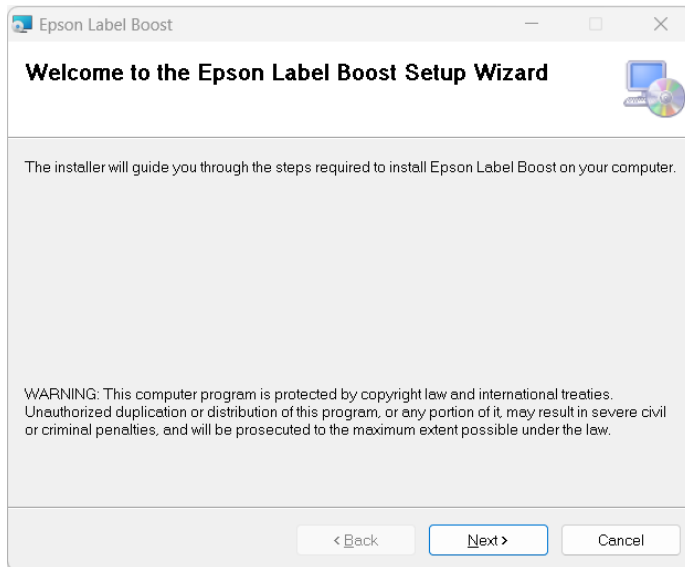 Epson Label Boost
Welcome to the Epson Label Boost Setup Wizard
The installer will guide you through the steps required to install Epson Label Boost on your computer.
WARNING: This computer program is protected by copyright law and international treaties.
Unauthorized duplication or distribution of this program, or any portion of it, may result in severe civil
or criminal penalties, and will be prosecuted to the maximum extent possible under the law.
< Back Next > Cancel